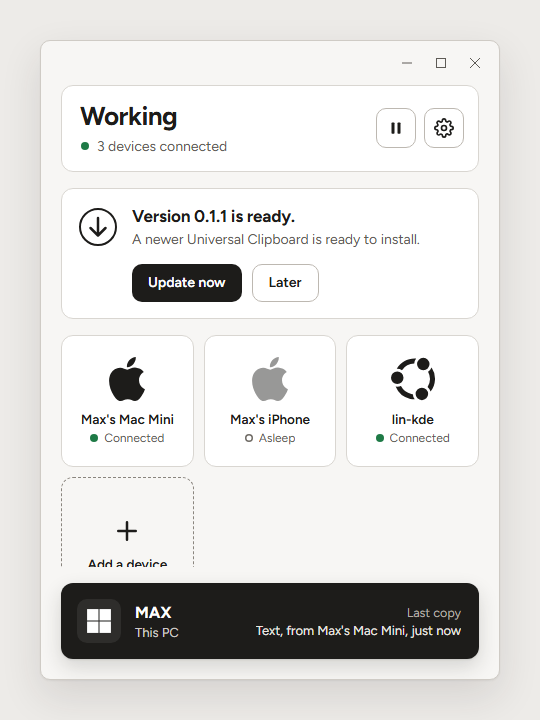 Working
3 devices connected
Version 0.1.1 is ready.
A newer Universal Clipboard is ready to install.
Update now
Later
Max's Mac Mini
Connected
Max's iPhone
Asleep
lin-kde
Connected
Add a device
MAX
This PC
Last copy
Text, from Max's Mac Mini, just now